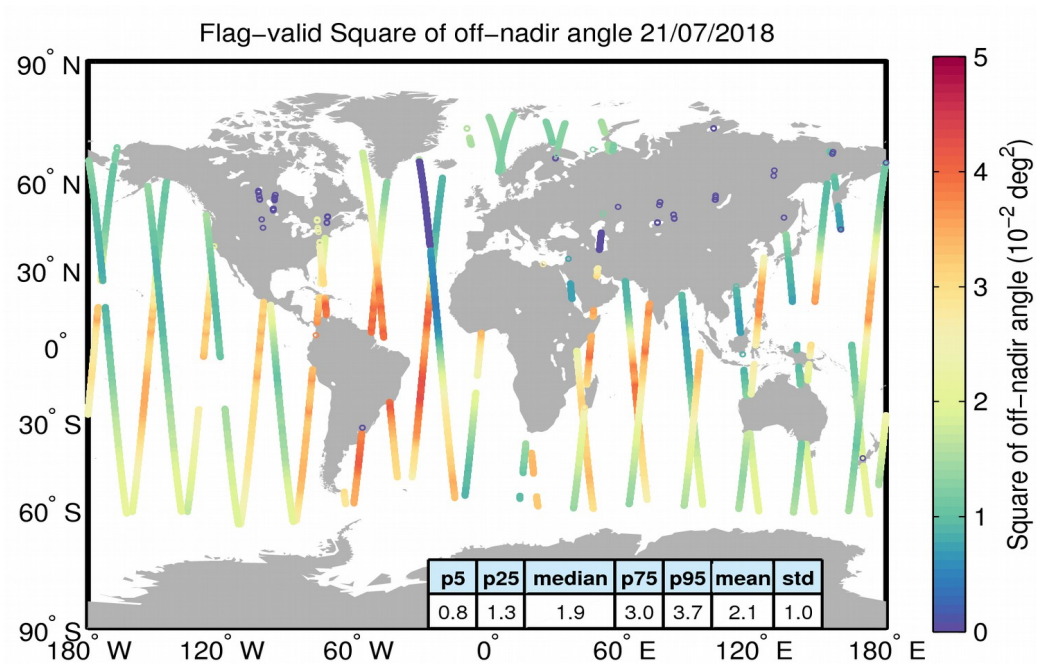 Flag-valid Square of off-nadir angle 21/07/2018
90° N
60° N
30° N
0°
30° S
60° S
90° S
180° W
120° W
60° W
0°
60° E
120° E
180° E
p5 p25 median p75 p95 mean std
0.8 1.3 1.9 3.0 3.7 2.1 1.0
5
4
3
2
1
0
Square of off-nadir angle (10⁻² deg²)